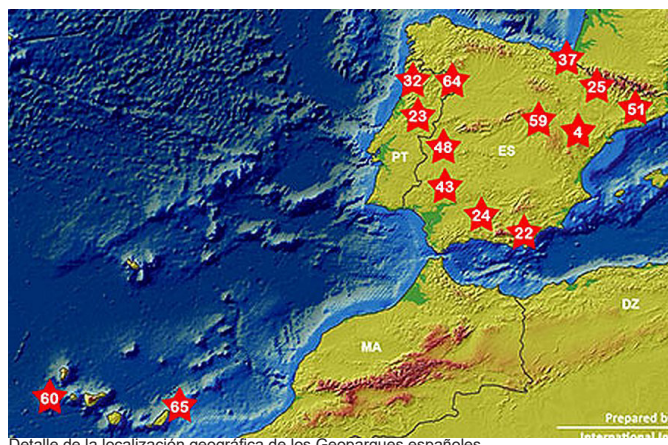 37
32
64
25
51
23
59
4
48
PT
ES
43
24
22
DZ
MA
60
65
Prepared b
International
Detalle de la localización geográfica de los Geoparques españoles